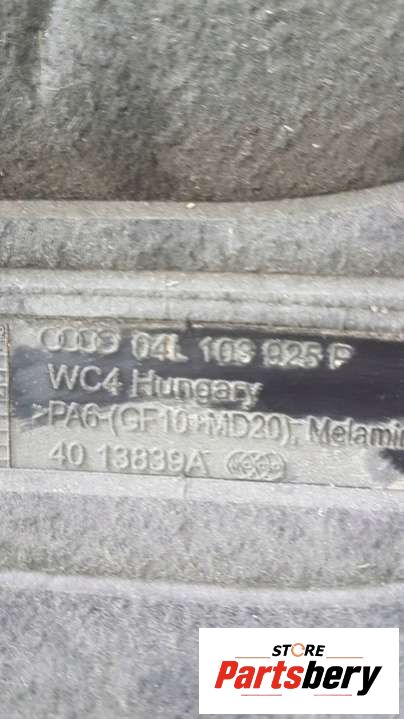 04L 103 925 P
WC4 Hungary
>PA6-(GF10+MD20), Melamin
40 13839A
STORE
Partsbery